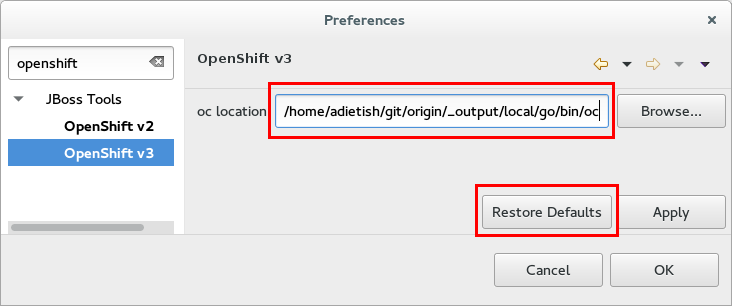 Preferences
openshift
JBoss Tools
OpenShift v2
OpenShift v3
OpenShift v3
oc location
/home/adietish/git/origin/_output/local/go/bin/oc
Browse...
Restore Defaults
Apply
Cancel
OK